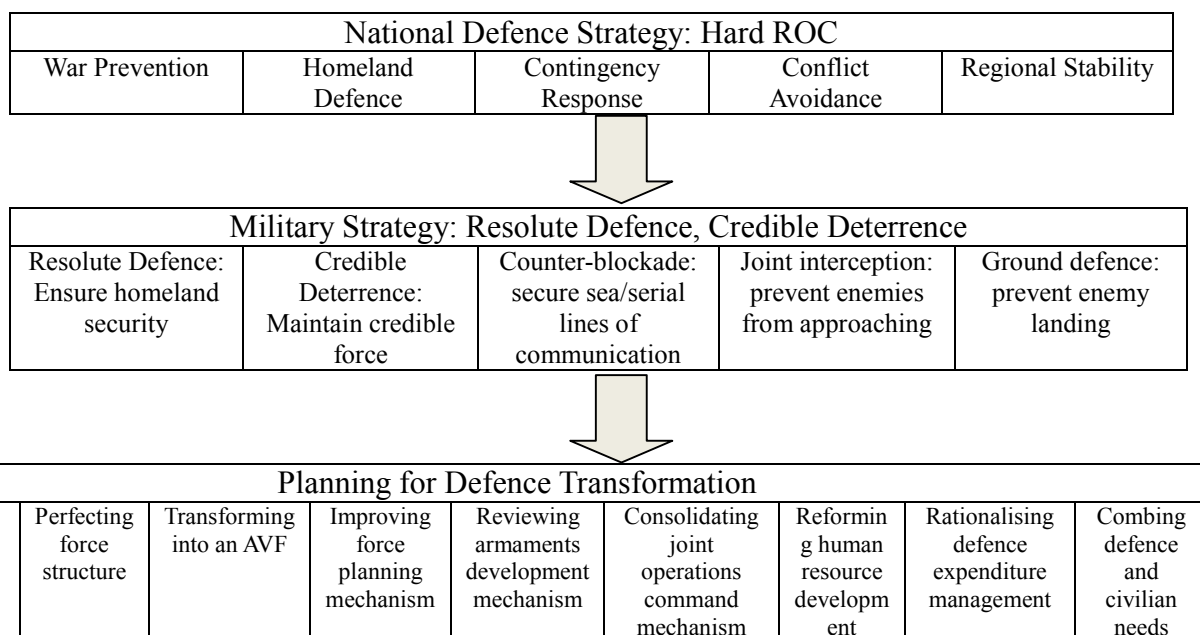 National Defence Strategy: Hard ROC
War Prevention
Homeland
Defence
Contingency
Response
Conflict
Avoidance
Regional Stability
Military Strategy: Resolute Defence, Credible Deterrence
Resolute Defence:
Ensure homeland
security
Credible
Deterrence:
Maintain credible
force
Counter-blockade:
secure sea/serial
lines of
communication
Joint interception:
prevent enemies
from approaching
Ground defence:
prevent enemy
landing
Planning for Defence Transformation
Perfecting
force
structure
Transforming
into an AVF
Improving
force
planning
mechanism
Reviewing
armaments
development
mechanism
Consolidating
joint
operations
command
mechanism
Reformin
g human
resource
developm
ent
Rationalising
defence
expenditure
management
Combing
defence
and
civilian
needs